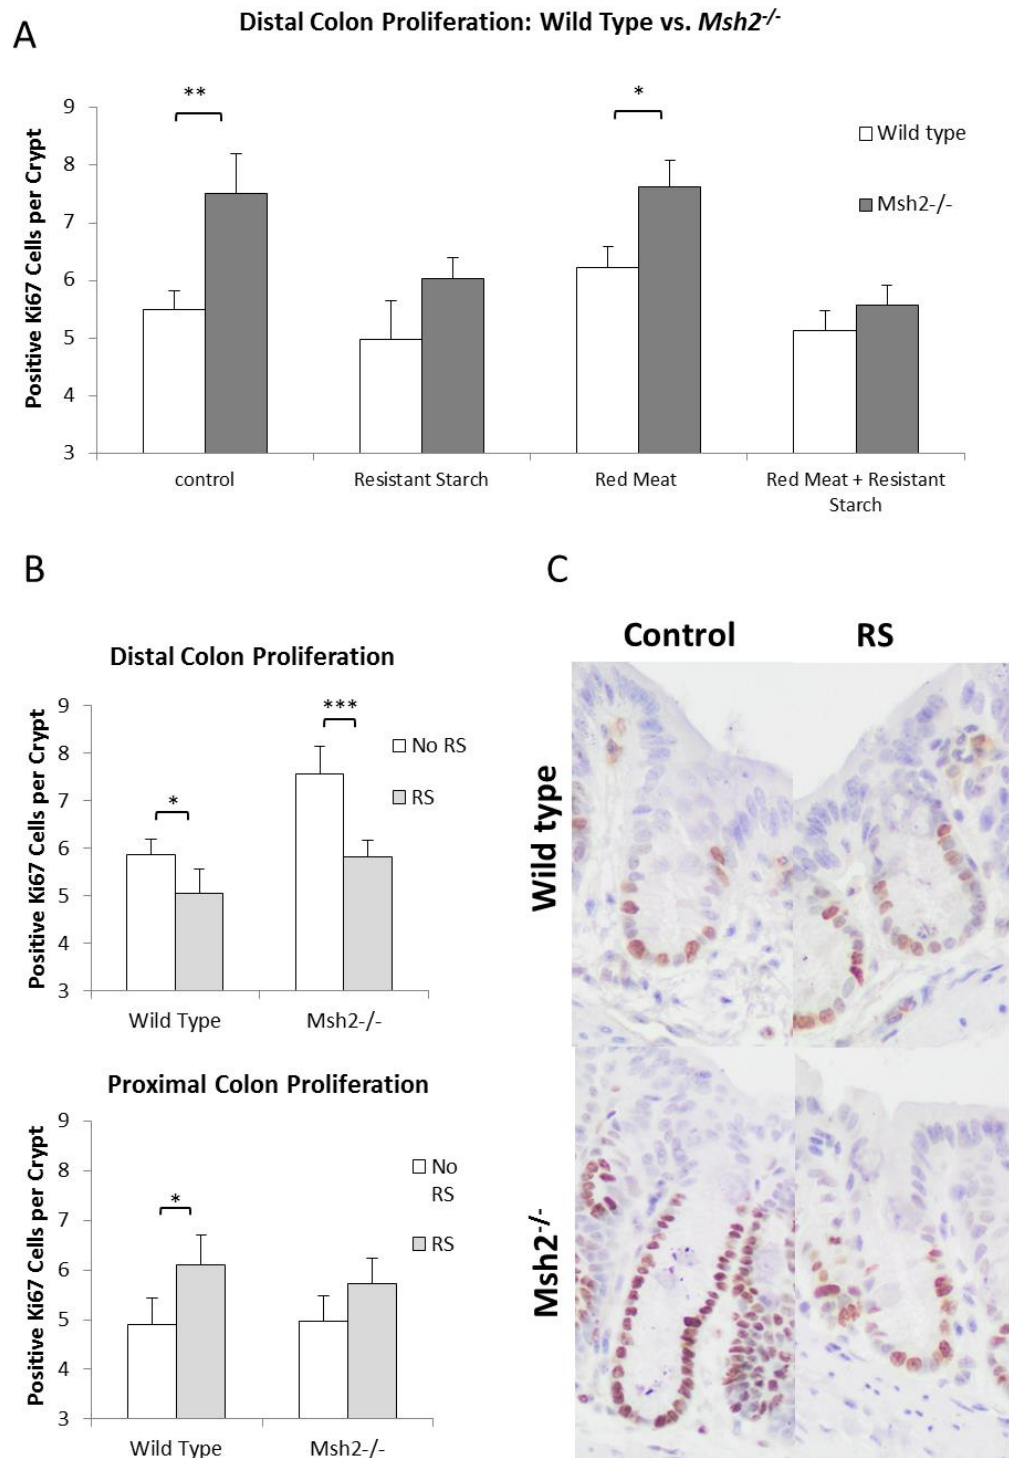 A
Distal Colon Proliferation: Wild Type vs. Msh2-/-
**
*
Positive Ki67 Cells per Crypt
9
8
7
6
5
4
3
Wild type
Msh2-/-
control
Resistant Starch
Red Meat
Red Meat + Resistant
Starch
B
Distal Colon Proliferation
Positive Ki67 Cells per Crypt
9
8
7
6
5
4
3
*
***
No RS
RS
Wild Type
Msh2-/-
Proximal Colon Proliferation
Positive Ki67 Cells per Crypt
9
8
7
6
5
4
3
*
No
RS
RS
Wild Type
Msh2-/-
C
Control
RS
Wild type
Msh2-/-